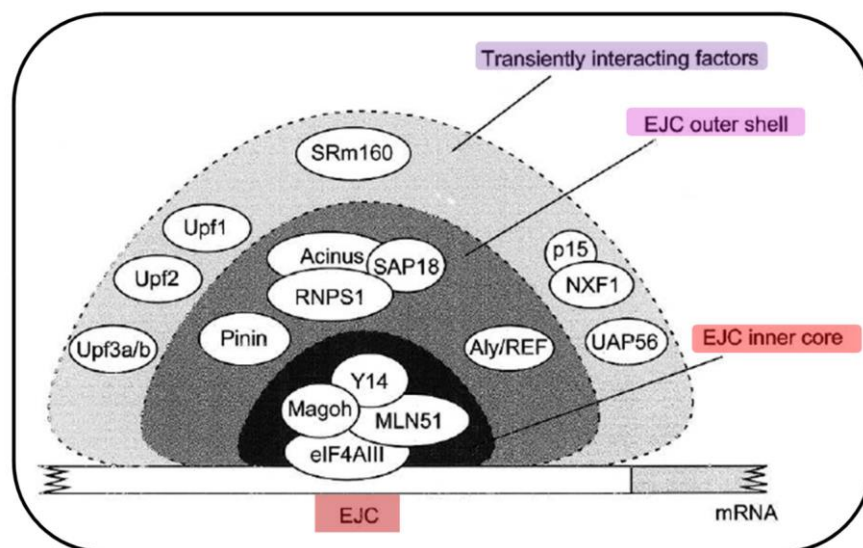 Transiently interacting factors
EJC outer shell
SRm160
Upf1
Acinus
SAP18
p15
Upf2
RNPS1
NXF1
Upf3a/b
Pinin
Aly/REF
UAP56
EJC inner core
Y14
Magoh
MLN51
eIF4AIII
EJC
mRNA